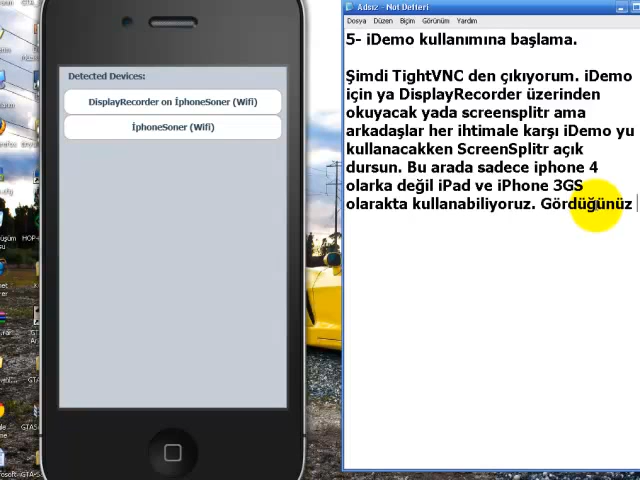 Detected Devices:
DisplayRecorder on İphoneSoner (Wifi)
İphoneSoner (Wifi)
Adsız - Not Defteri
Dosya Düzen Biçim Görünüm Yardım
5- iDemo kullanımına başlama.
Şimdi TightVNC den çıkıyorum. iDemo
için ya DisplayRecorder üzerinden
okuyacak yada screensplitr ama
arkadaşlar her ihtimale karşı iDemo yu
kullanacakken ScreenSplitr açık
dursun. Bu arada sadece iphone 4
olarka değil iPad ve iPhone 3GS
olarakta kullanabiliyoruz. Gördüğünüz